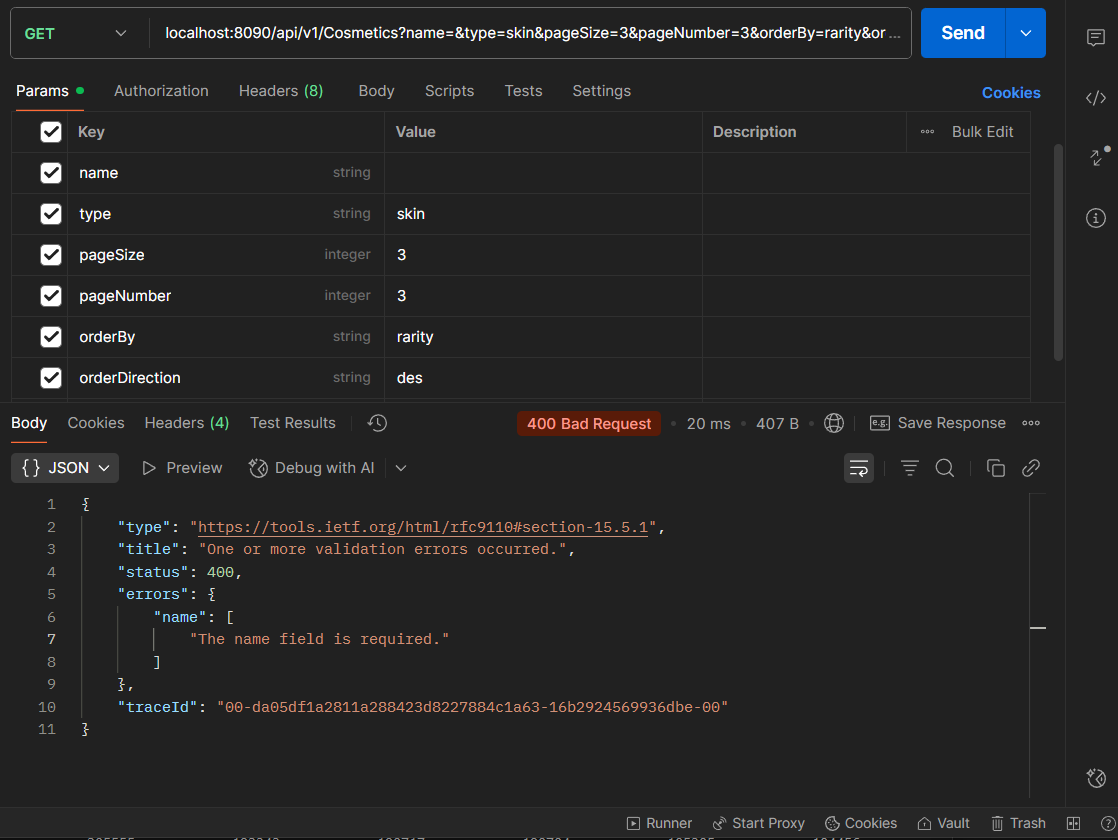 GET
localhost:8090/api/v1/Cosmetics?name=&type=skin&pageSize=3&pageNumber=3&orderBy=rarity&or ...
Send
Params Authorization Headers (8) Body Scripts Tests Settings Cookies
Key Value Description Bulk Edit
name string
type string skin
pageSize integer 3
pageNumber integer 3
orderBy string rarity
orderDirection string des
Body Cookies Headers (4) Test Results 400 Bad Request 20 ms 407 B e.g. Save Response
{} JSON Preview Debug with AI
1 {
2 "type": "https://tools.ietf.org/html/rfc9110#section-15.5.1",
3 "title": "One or more validation errors occurred.",
4 "status": 400,
5 "errors": {
6 "name": [
7 "The name field is required."
8 ]
9 },
10 "traceId": "00-da05df1a2811a288423d8227884c1a63-16b2924569936dbe-00"
11 }
Runner Start Proxy Cookies Vault Trash